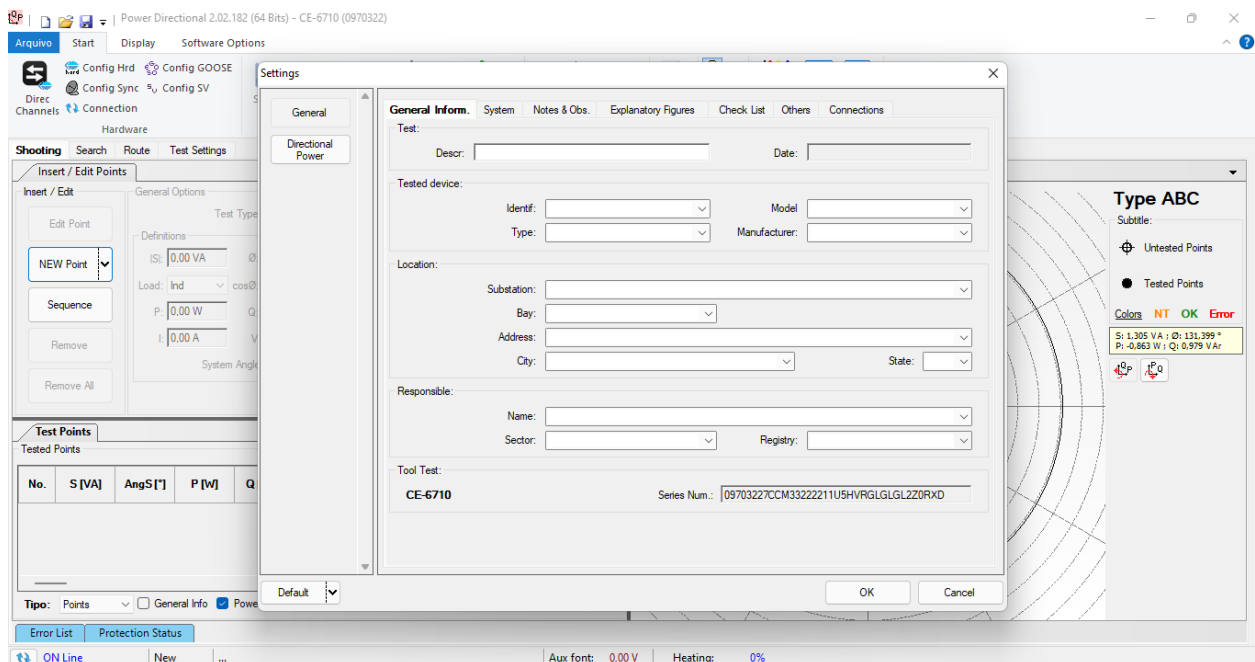 Power Directional 2.02.182 (64 Bits) - CE-6710 (0970322)
Arquivo Start Display Software Options
Direc Channels
Config Hrd Config GOOSE
Config Sync Config SV
Connection
Hardware
Shooting Search Route Test Settings
Insert / Edit Points
Insert / Edit
Edit Point
NEW Point
Sequence
Remove
Remove All
General Options
Test Type
Definitions
|S|: 0,00 VA Ø
Load: Ind cosØ
P: 0,00 W Q
I: 0,00 A V
System Angle
Test Points
Tested Points
No. S [VA] Ang S [°] P [W] Q
Tipo: Points General Info Powe
Error List Protection Status
ON Line New ... Aux font: 0.00 V Heating: 0%
Settings
General
Directional
Power
General Inform. System Notes & Obs. Explanatory Figures Check List Others Connections
Test:
Descr: Date:
Tested device:
Identif: Model
Type: Manufacturer:
Location:
Substation:
Bay:
Address:
City: State:
Responsible:
Name:
Sector: Registry:
Tool Test:
CE-6710 Series Num.: 09703227CCM33222211U5HVRGLGLGL2Z0RXD
Default OK Cancel
Type ABC
Subtitle:
Untested Points
Tested Points
Colors NT OK Error
S: 1,305 VA ; Ø: 131,399 °
P: -0,863 W ; Q: 0,979 VAr